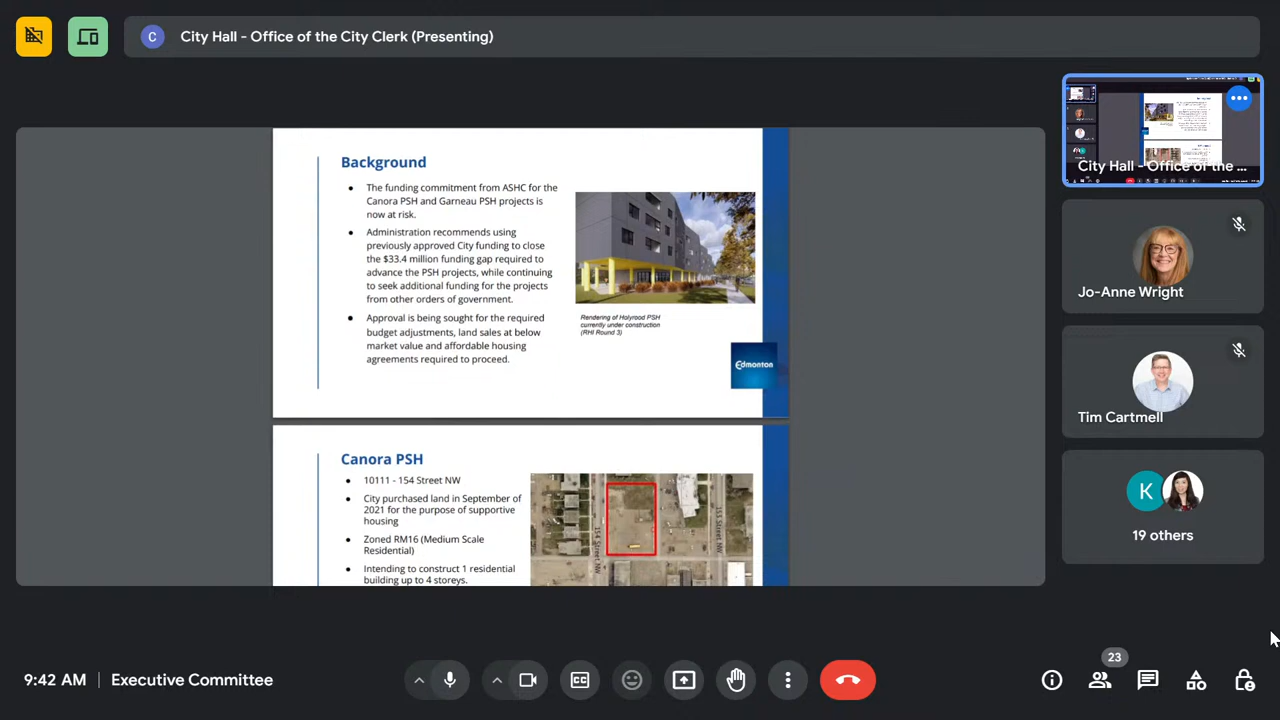 C
City Hall - Office of the City Clerk (Presenting)
Background
• The funding commitment from ASHC for the
Canora PSH and Garneau PSH projects is
now at risk.
• Administration recommends using
previously approved City funding to close
the $33.4 million funding gap required to
advance the PSH projects, while continuing
to seek additional funding for the projects
from other orders of government.
• Approval is being sought for the required
budget adjustments, land sales at below
market value and affordable housing
agreements required to proceed.
Rendering of Holyrood PSH
currently under construction
(RHI Round 3)
Edmonton
Canora PSH
• 10111 - 154 Street NW
• City purchased land in September of
2021 for the purpose of supportive
housing
• Zoned RM16 (Medium Scale
Residential)
• Intending to construct 1 residential
building up to 4 storeys.
154 Street NW
153 Street NW
City Hall - Office of the ...
Jo-Anne Wright
Tim Cartmell
K
19 others
9:42 AM | Executive Committee
CC
23